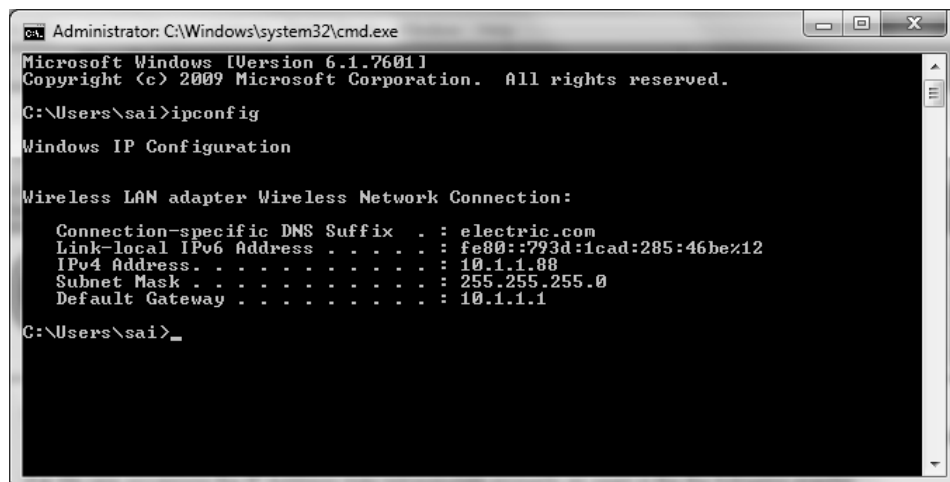 Administrator: C:\Windows\system32\cmd.exe
Microsoft Windows [Version 6.1.7601]
Copyright (c) 2009 Microsoft Corporation.  All rights reserved.
C:\Users\sai>ipconfig
Windows IP Configuration
Wireless LAN adapter Wireless Network Connection:
   Connection-specific DNS Suffix  . : electric.com
   Link-local IPv6 Address . . . . . : fe80::793d:1cad:285:46be%12
   IPv4 Address. . . . . . . . . . . : 10.1.1.88
   Subnet Mask . . . . . . . . . . . : 255.255.255.0
   Default Gateway . . . . . . . . . : 10.1.1.1
C:\Users\sai>_